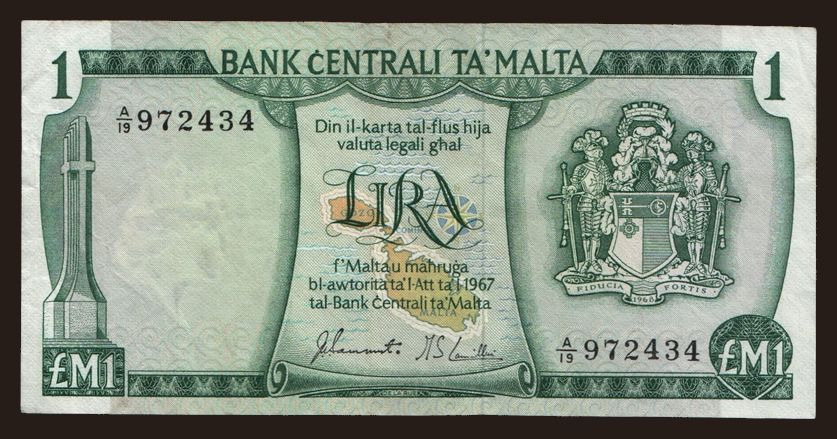 1 BANK ĊENTRALI TA' MALTA 1
A/19 972434
Din il-karta tal-flus hija
valuta legali għal
LIRA
GOZO
COMINO
f'Malta u maħruġa
bl-awtorità ta'l-Att ta'l-1967
tal-Bank Ċentrali ta'Malta
MALTA
FIDUCIA FORTIS
1968
A/19 972434
£M1 £M1